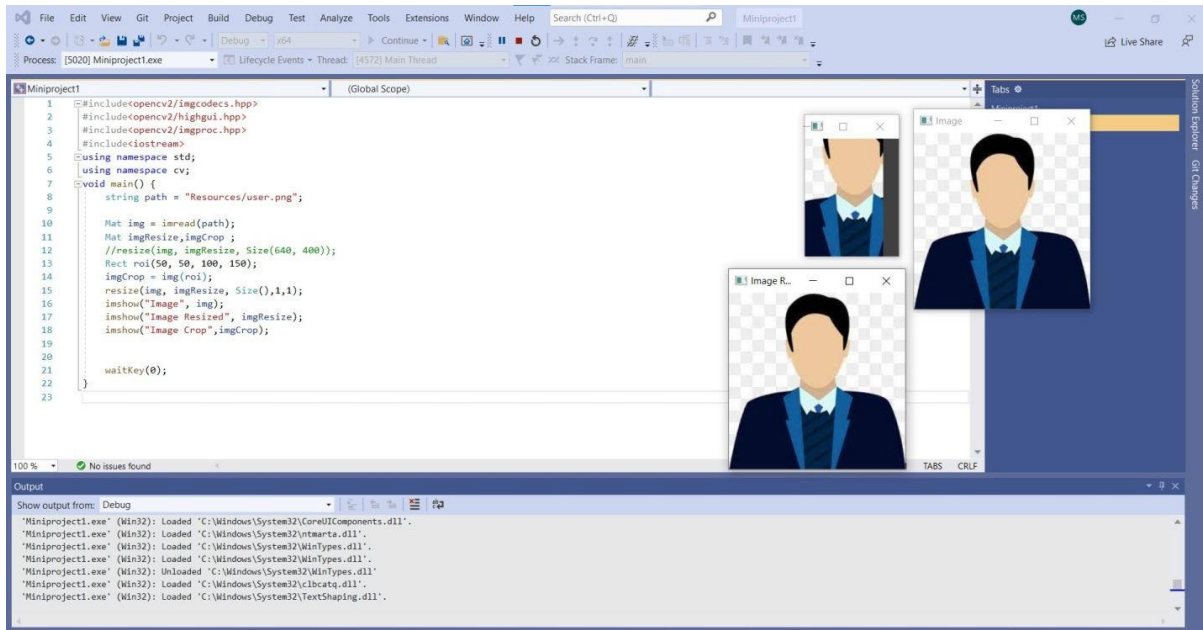 File Edit View Git Project Build Debug Test Analyze Tools Extensions Window Help Search (Ctrl+Q) Miniproject1 MS
Debug x64 Continue Live Share
Process: [5020] Miniproject1.exe Lifecycle Events Thread: [4572] Main Thread Stack Frame: main
Miniproject1 (Global Scope) Tabs
1 #include<opencv2/imgcodecs.hpp>
2 #include<opencv2/highgui.hpp>
3 #include<opencv2/imgproc.hpp>
4 #include<iostream>
5 using namespace std;
6 using namespace cv;
7 void main() {
8 string path = "Resources/user.png";
9
10 Mat img = imread(path);
11 Mat imgResize,imgCrop ;
12 //resize(img, imgResize, Size(640, 400));
13 Rect roi(50, 50, 100, 150);
14 imgCrop = img(roi);
15 resize(img, imgResize, Size(),1,1);
16 imshow("Image", img);
17 imshow("Image Resized", imgResize);
18 imshow("Image Crop",imgCrop);
19
20
21 waitKey(0);
22 }
23
Image
Image R...
Solution Explorer
Git Changes
100 % No issues found TABS CRLF
Output
Show output from: Debug
'Miniproject1.exe' (Win32): Loaded 'C:\Windows\System32\CoreUIComponents.dll'.
'Miniproject1.exe' (Win32): Loaded 'C:\Windows\System32\ntmarta.dll'.
'Miniproject1.exe' (Win32): Loaded 'C:\Windows\System32\WinTypes.dll'.
'Miniproject1.exe' (Win32): Loaded 'C:\Windows\System32\WinTypes.dll'.
'Miniproject1.exe' (Win32): Unloaded 'C:\Windows\System32\WinTypes.dll'
'Miniproject1.exe' (Win32): Loaded 'C:\Windows\System32\clbcatq.dll'.
'Miniproject1.exe' (Win32): Loaded 'C:\Windows\System32\TextShaping.dll'.